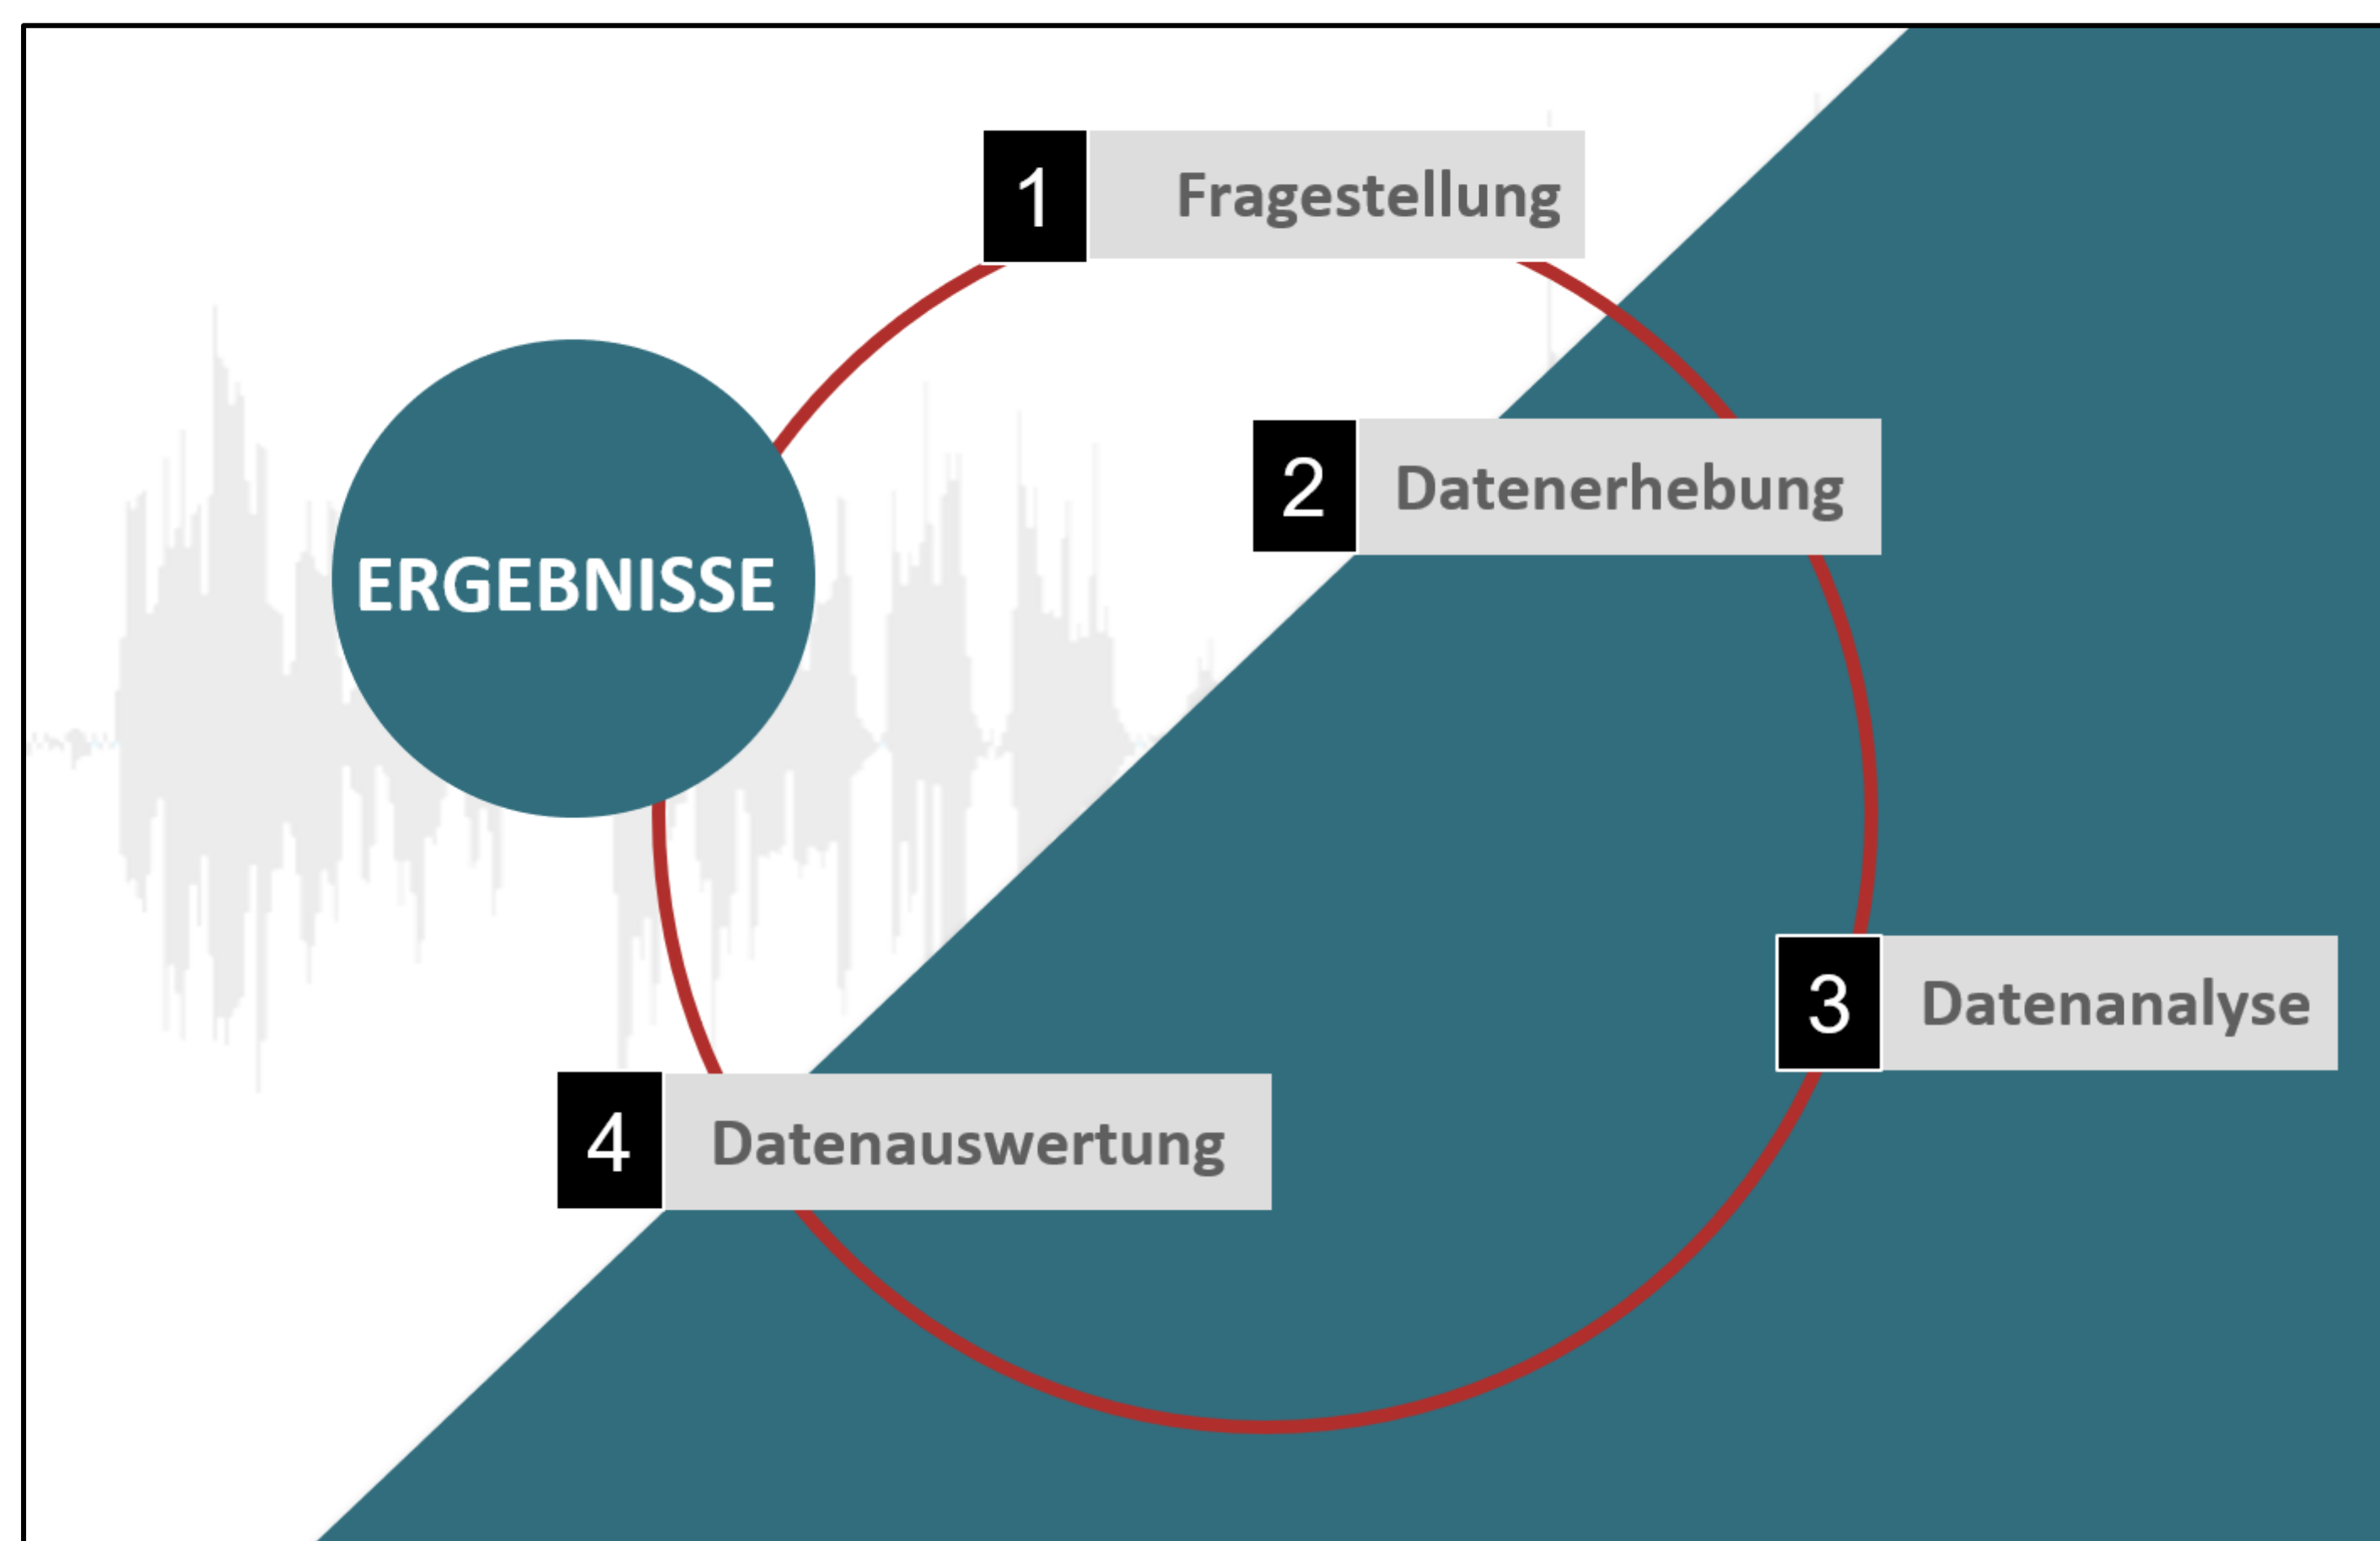 1 Fragestellung
2 Datenerhebung
ERGEBNISSE
3 Datenanalyse
4 Datenauswertung